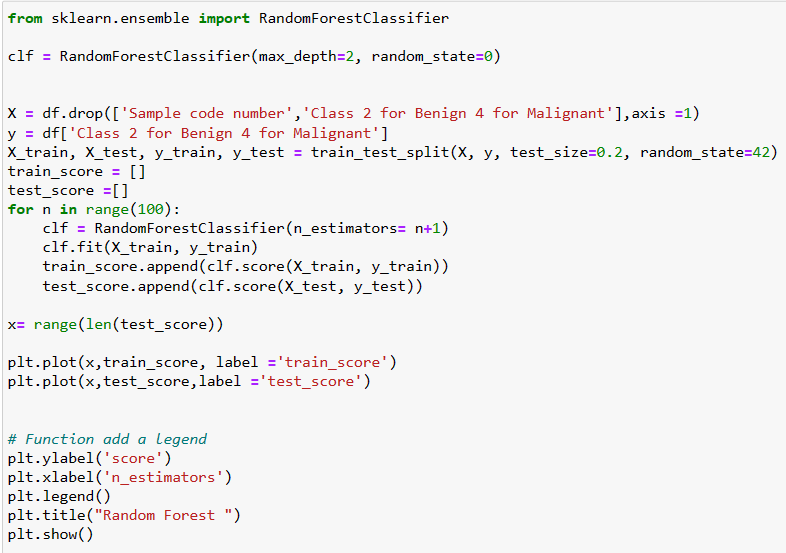 from sklearn.ensemble import RandomForestClassifier
clf = RandomForestClassifier(max_depth=2, random_state=0)
X = df.drop(['Sample code number','Class 2 for Benign 4 for Malignant'],axis =1)
y = df['Class 2 for Benign 4 for Malignant']
X_train, X_test, y_train, y_test = train_test_split(X, y, test_size=0.2, random_state=42)
train_score = []
test_score =[]
for n in range(100):
    clf = RandomForestClassifier(n_estimators= n+1)
    clf.fit(X_train, y_train)
    train_score.append(clf.score(X_train, y_train))
    test_score.append(clf.score(X_test, y_test))
x= range(len(test_score))
plt.plot(x,train_score, label ='train_score')
plt.plot(x,test_score,label ='test_score')
# Function add a legend
plt.ylabel('score')
plt.xlabel('n_estimators')
plt.legend()
plt.title("Random Forest ")
plt.show()